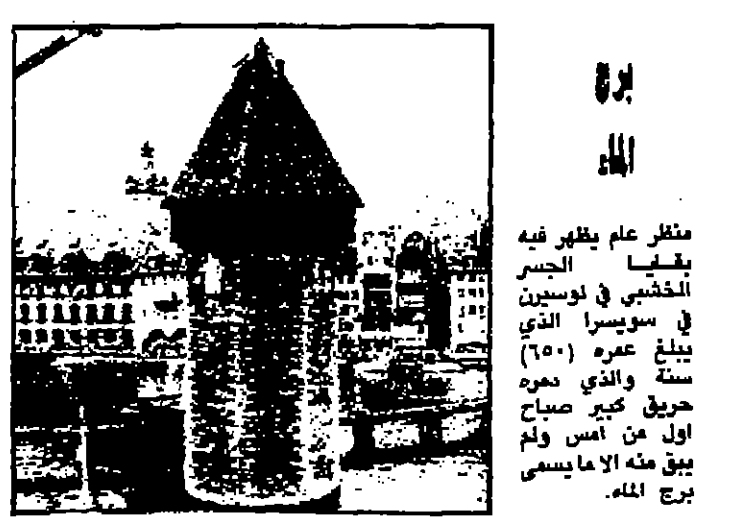 برج
الماء
منظر عام يظهر فيه
بقايا الجسر
الخشبي في لوسيرن
في سويسرا الذي
يبلغ عمره (٦٥٠)
سنة والذي دمره
حريق كبير صباح
اول من امس ولم
يبق منه الا ما يسمى
برج الماء.